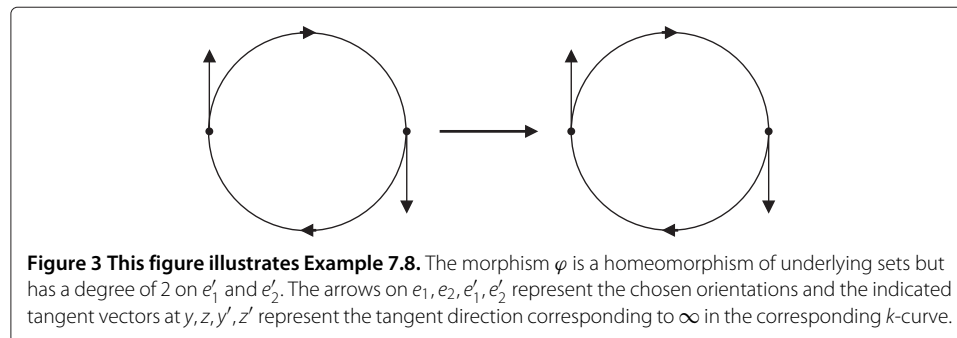 Figure 3 This figure illustrates Example 7.8. The morphism φ is a homeomorphism of underlying sets but
has a degree of 2 on e′₁ and e′₂. The arrows on e₁, e₂, e′₁, e′₂ represent the chosen orientations and the indicated
tangent vectors at y, z, y′, z′ represent the tangent direction corresponding to ∞ in the corresponding k-curve.